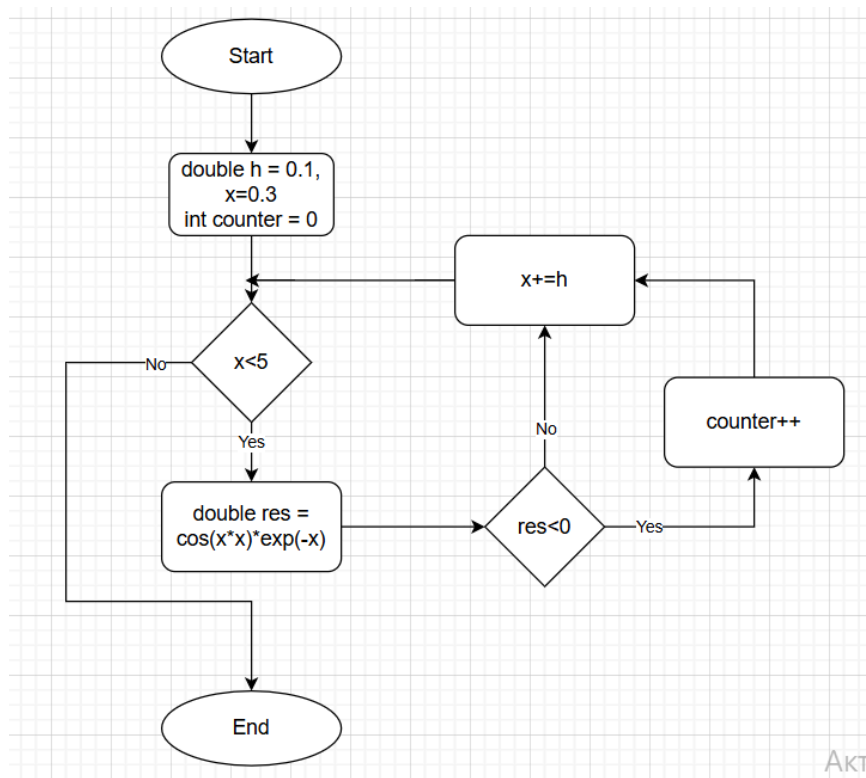 Start
double h = 0.1,
x=0.3
int counter = 0
x+=h
x<5
No
Yes
counter++
No
double res =
cos(x*x)*exp(-x)
res<0
Yes
End
Акт